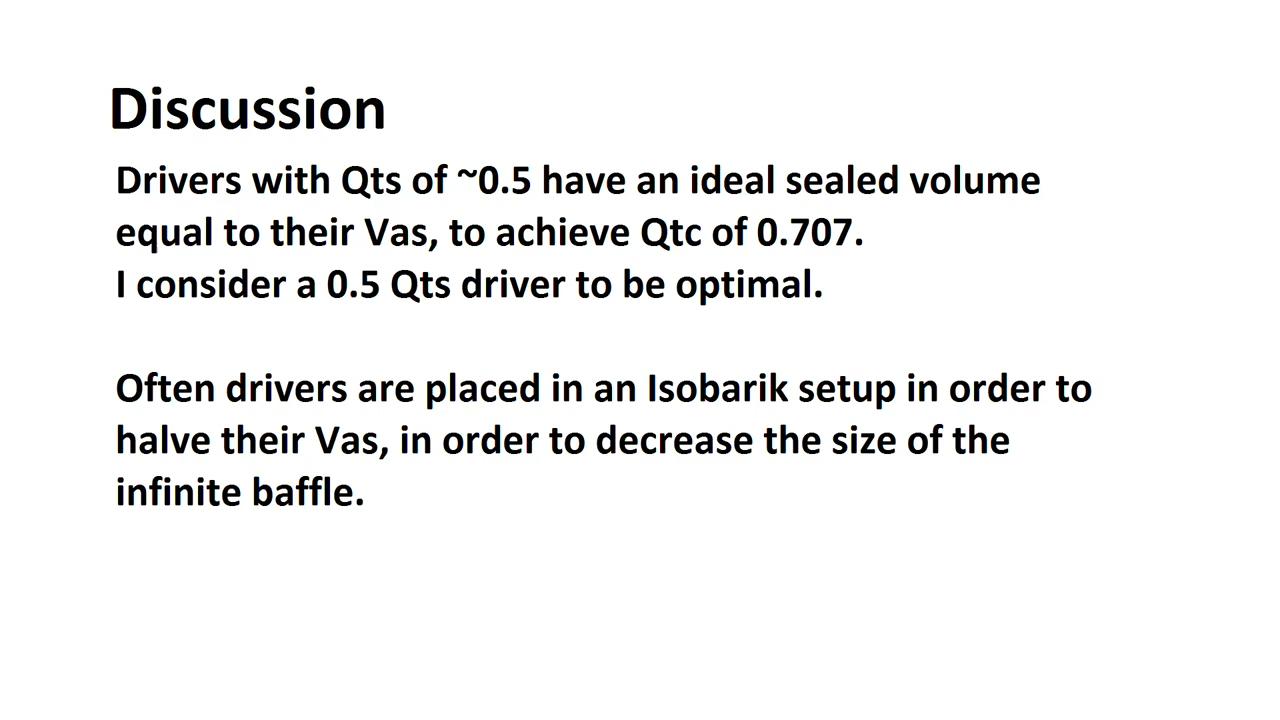 Discussion
Drivers with Qts of ~0.5 have an ideal sealed volume
equal to their Vas, to achieve Qtc of 0.707.
I consider a 0.5 Qts driver to be optimal.
Often drivers are placed in an Isobarik setup in order to
halve their Vas, in order to decrease the size of the
infinite baffle.